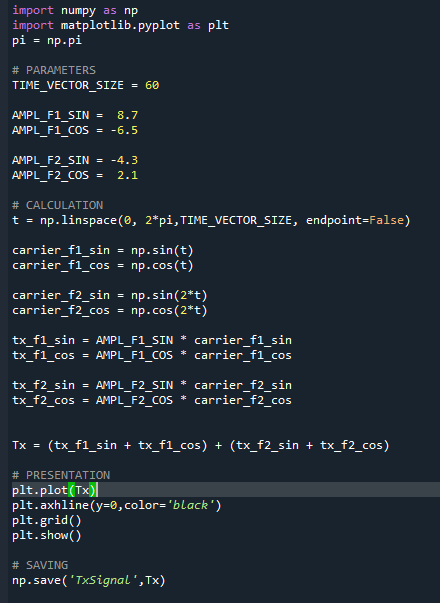 import numpy as np
import matplotlib.pyplot as plt
pi = np.pi
# PARAMETERS
TIME_VECTOR_SIZE = 60
AMPL_F1_SIN =  8.7
AMPL_F1_COS = -6.5
AMPL_F2_SIN = -4.3
AMPL_F2_COS =  2.1
# CALCULATION
t = np.linspace(0, 2*pi,TIME_VECTOR_SIZE, endpoint=False)
carrier_f1_sin = np.sin(t)
carrier_f1_cos = np.cos(t)
carrier_f2_sin = np.sin(2*t)
carrier_f2_cos = np.cos(2*t)
tx_f1_sin = AMPL_F1_SIN * carrier_f1_sin
tx_f1_cos = AMPL_F1_COS * carrier_f1_cos
tx_f2_sin = AMPL_F2_SIN * carrier_f2_sin
tx_f2_cos = AMPL_F2_COS * carrier_f2_cos
Tx = (tx_f1_sin + tx_f1_cos) + (tx_f2_sin + tx_f2_cos)
# PRESENTATION
plt.plot(Tx)
plt.axhline(y=0,color='black')
plt.grid()
plt.show()
# SAVING
np.save('TxSignal',Tx)